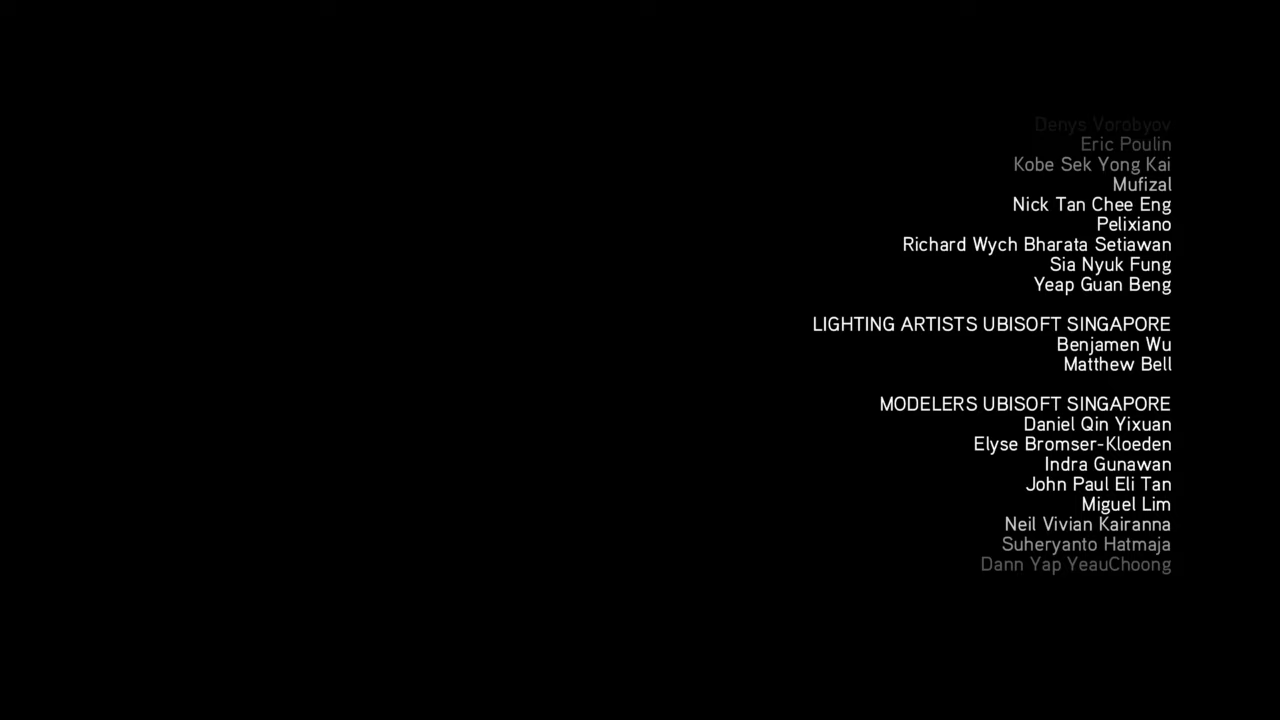 Denys Vorobyov
Eric Poulin
Kobe Sek Yong Kai
Mufizal
Nick Tan Chee Eng
Pelixiano
Richard Wych Bharata Setiawan
Sia Nyuk Fung
Yeap Guan Beng
LIGHTING ARTISTS UBISOFT SINGAPORE
Benjamen Wu
Matthew Bell
MODELERS UBISOFT SINGAPORE
Daniel Qin Yixuan
Elyse Bromser-Kloeden
Indra Gunawan
John Paul Eli Tan
Miguel Lim
Neil Vivian Kairanna
Suheryanto Hatmaja
Dann Yap YeauChoong